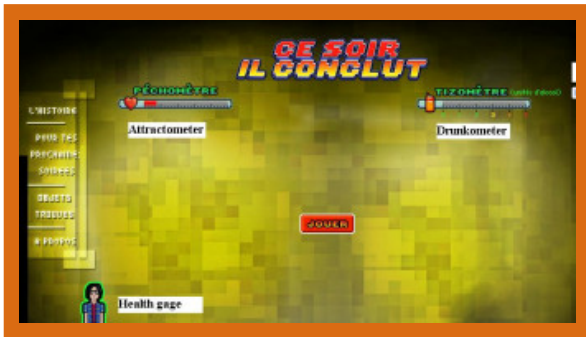 CE SOIR
IL CONCLUT
PÉCHOMÈTRE
TIZOMÈTRE
Attractometer
Drunkometer
L'HISTOIRE
POUR TES
PROCHAINES
SOIRÉES
OBJETS
TROUVÉS
A PROPOS
JOUER
Health gage